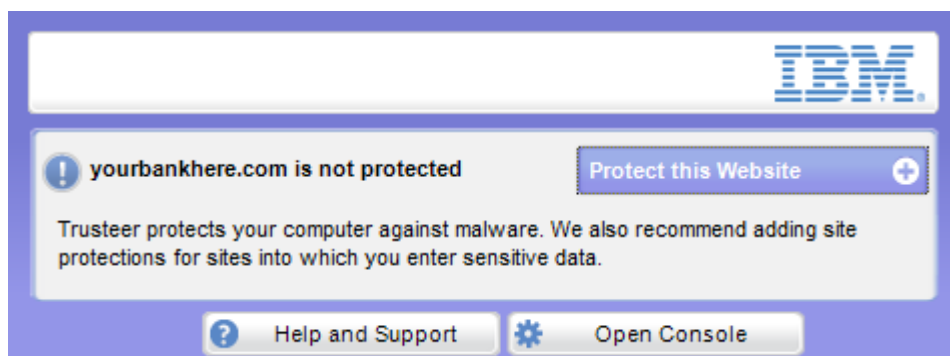 IBM®
yourbankhere.com is not protected
Protect this Website
Trusteer protects your computer against malware. We also recommend adding site
protections for sites into which you enter sensitive data.
Help and Support
Open Console